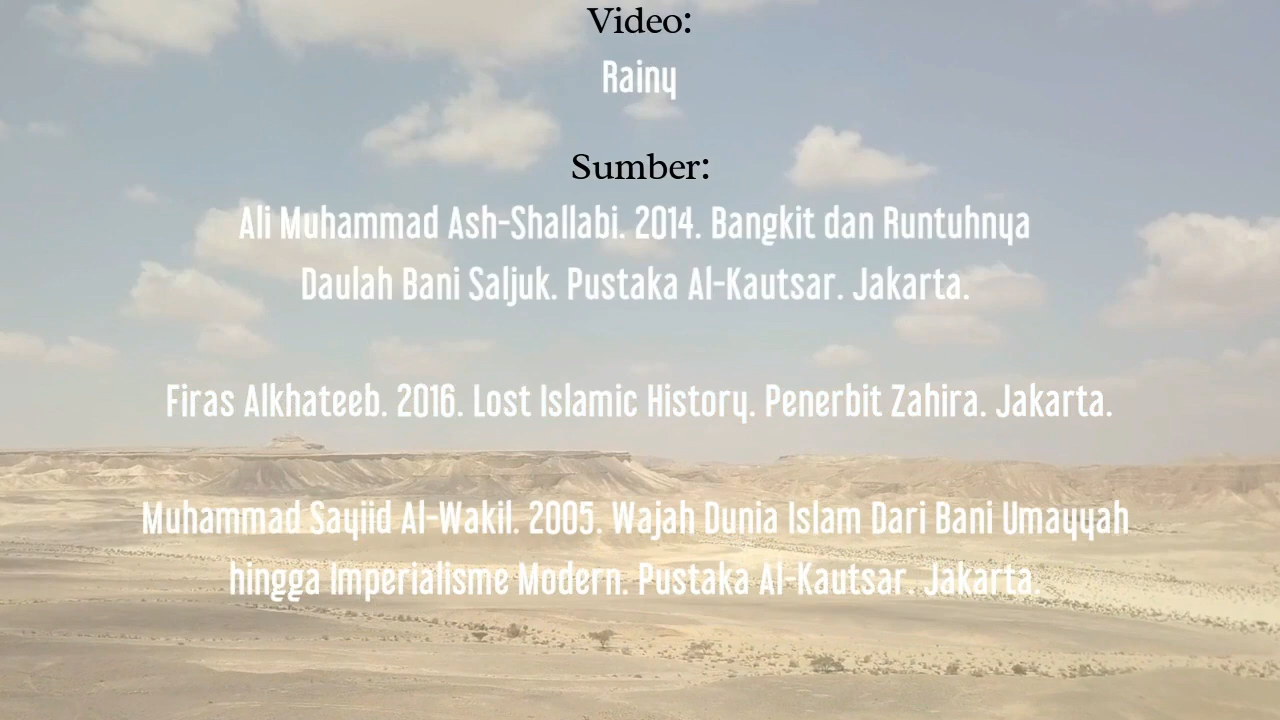 Video:
Rainy
Sumber:
Ali Muhammad Ash-Shallabi. 2014. Bangkit dan Runtuhnya
Daulah Bani Saljuk. Pustaka Al-Kautsar. Jakarta.
Firas Alkhateeb. 2016. Lost Islamic History. Penerbit Zahira. Jakarta.
Muhammad Sayiid Al-Wakil. 2005. Wajah Dunia Islam Dari Bani Umayyah
hingga Imperialisme Modern. Pustaka Al-Kautsar. Jakarta.